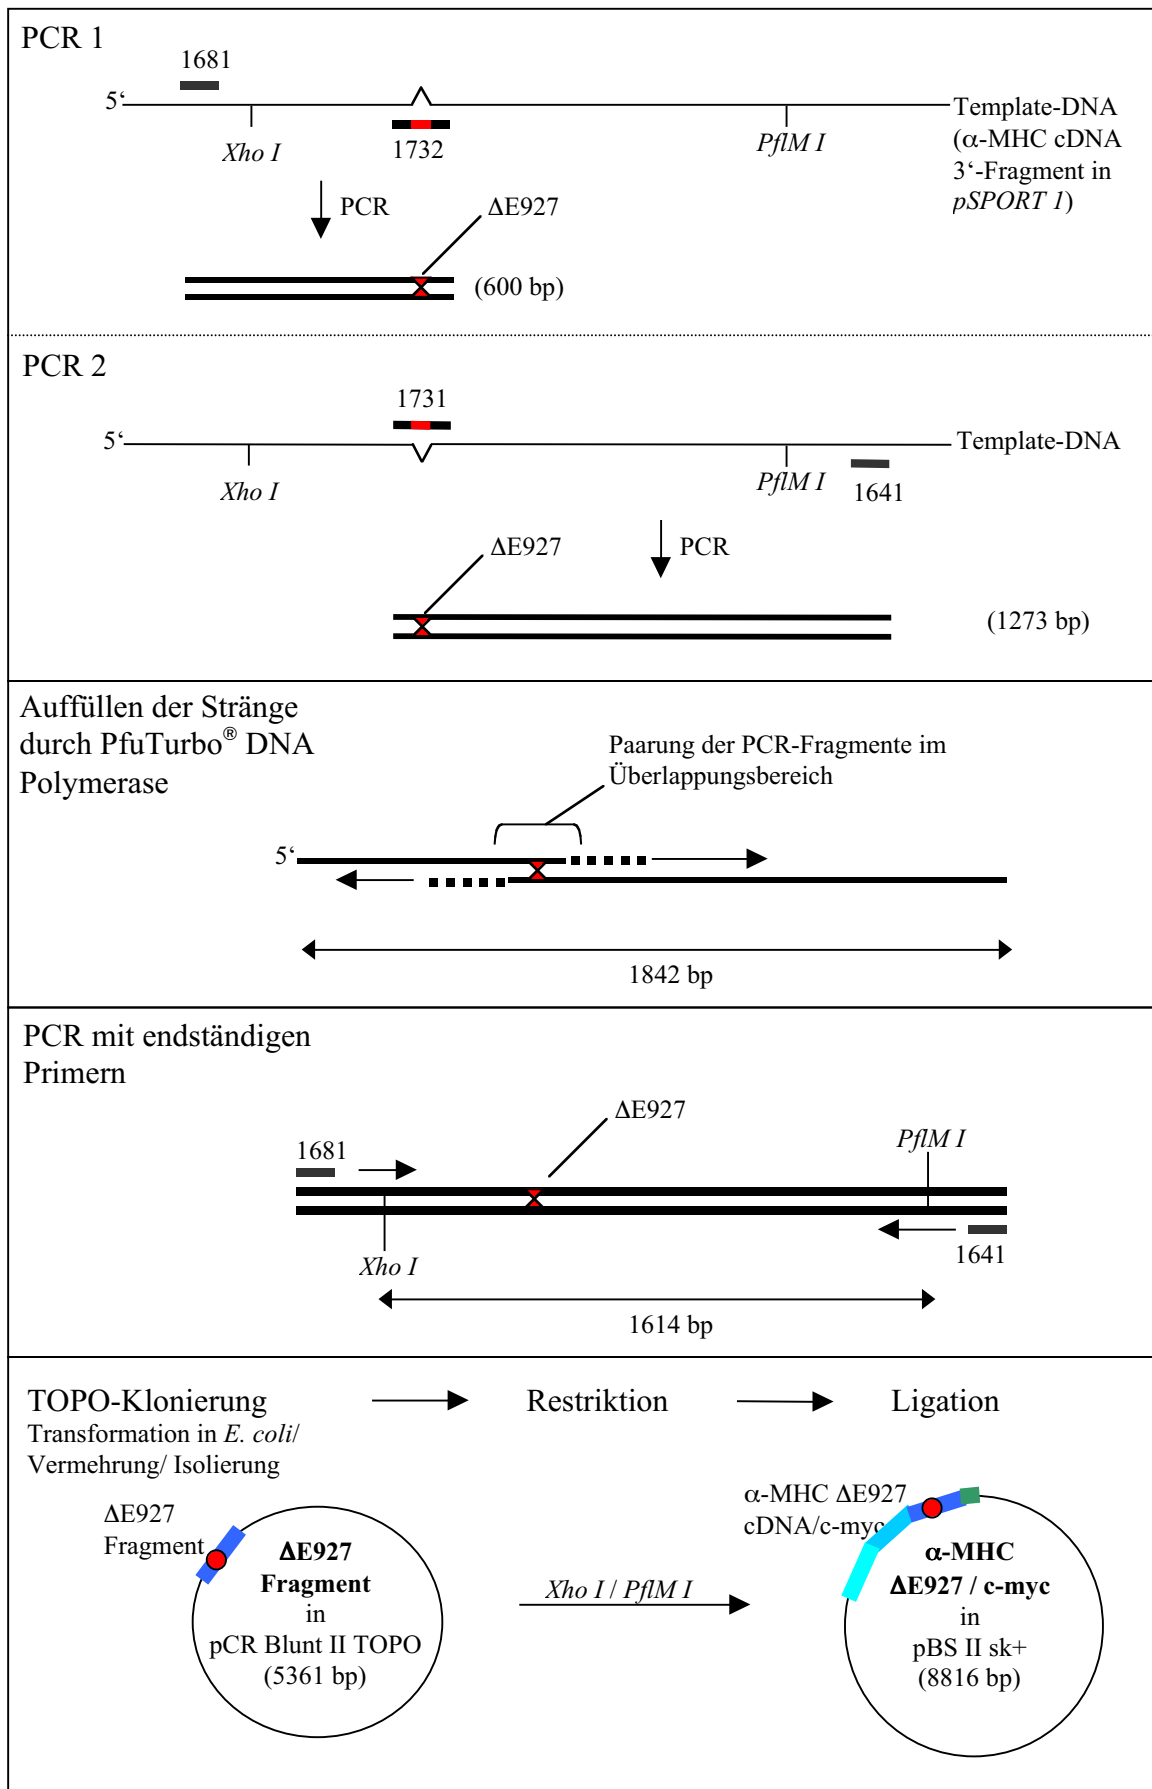 PCR 1
1681
5‘
Xho I
1732
PflM I
Template-DNA
(α-MHC cDNA
3‘-Fragment in
pSPORT 1)
PCR
ΔE927
(600 bp)
PCR 2
1731
5‘
Template-DNA
Xho I
PflM I
1641
ΔE927
PCR
(1273 bp)
Auffüllen der Stränge
durch PfuTurbo® DNA
Polymerase
Paarung der PCR-Fragmente im
Überlappungsbereich
5‘
1842 bp
PCR mit endständigen
Primern
ΔE927
1681
PflM I
Xho I
1641
1614 bp
TOPO-Klonierung
Restriktion
Ligation
Transformation in E. coli/
Vermehrung/ Isolierung
ΔE927
Fragment
ΔE927
Fragment
in
pCR Blunt II TOPO
(5361 bp)
Xho I / PflM I
α-MHC ΔE927
cDNA/c-myc
α-MHC
ΔE927 / c-myc
in
pBS II sk+
(8816 bp)